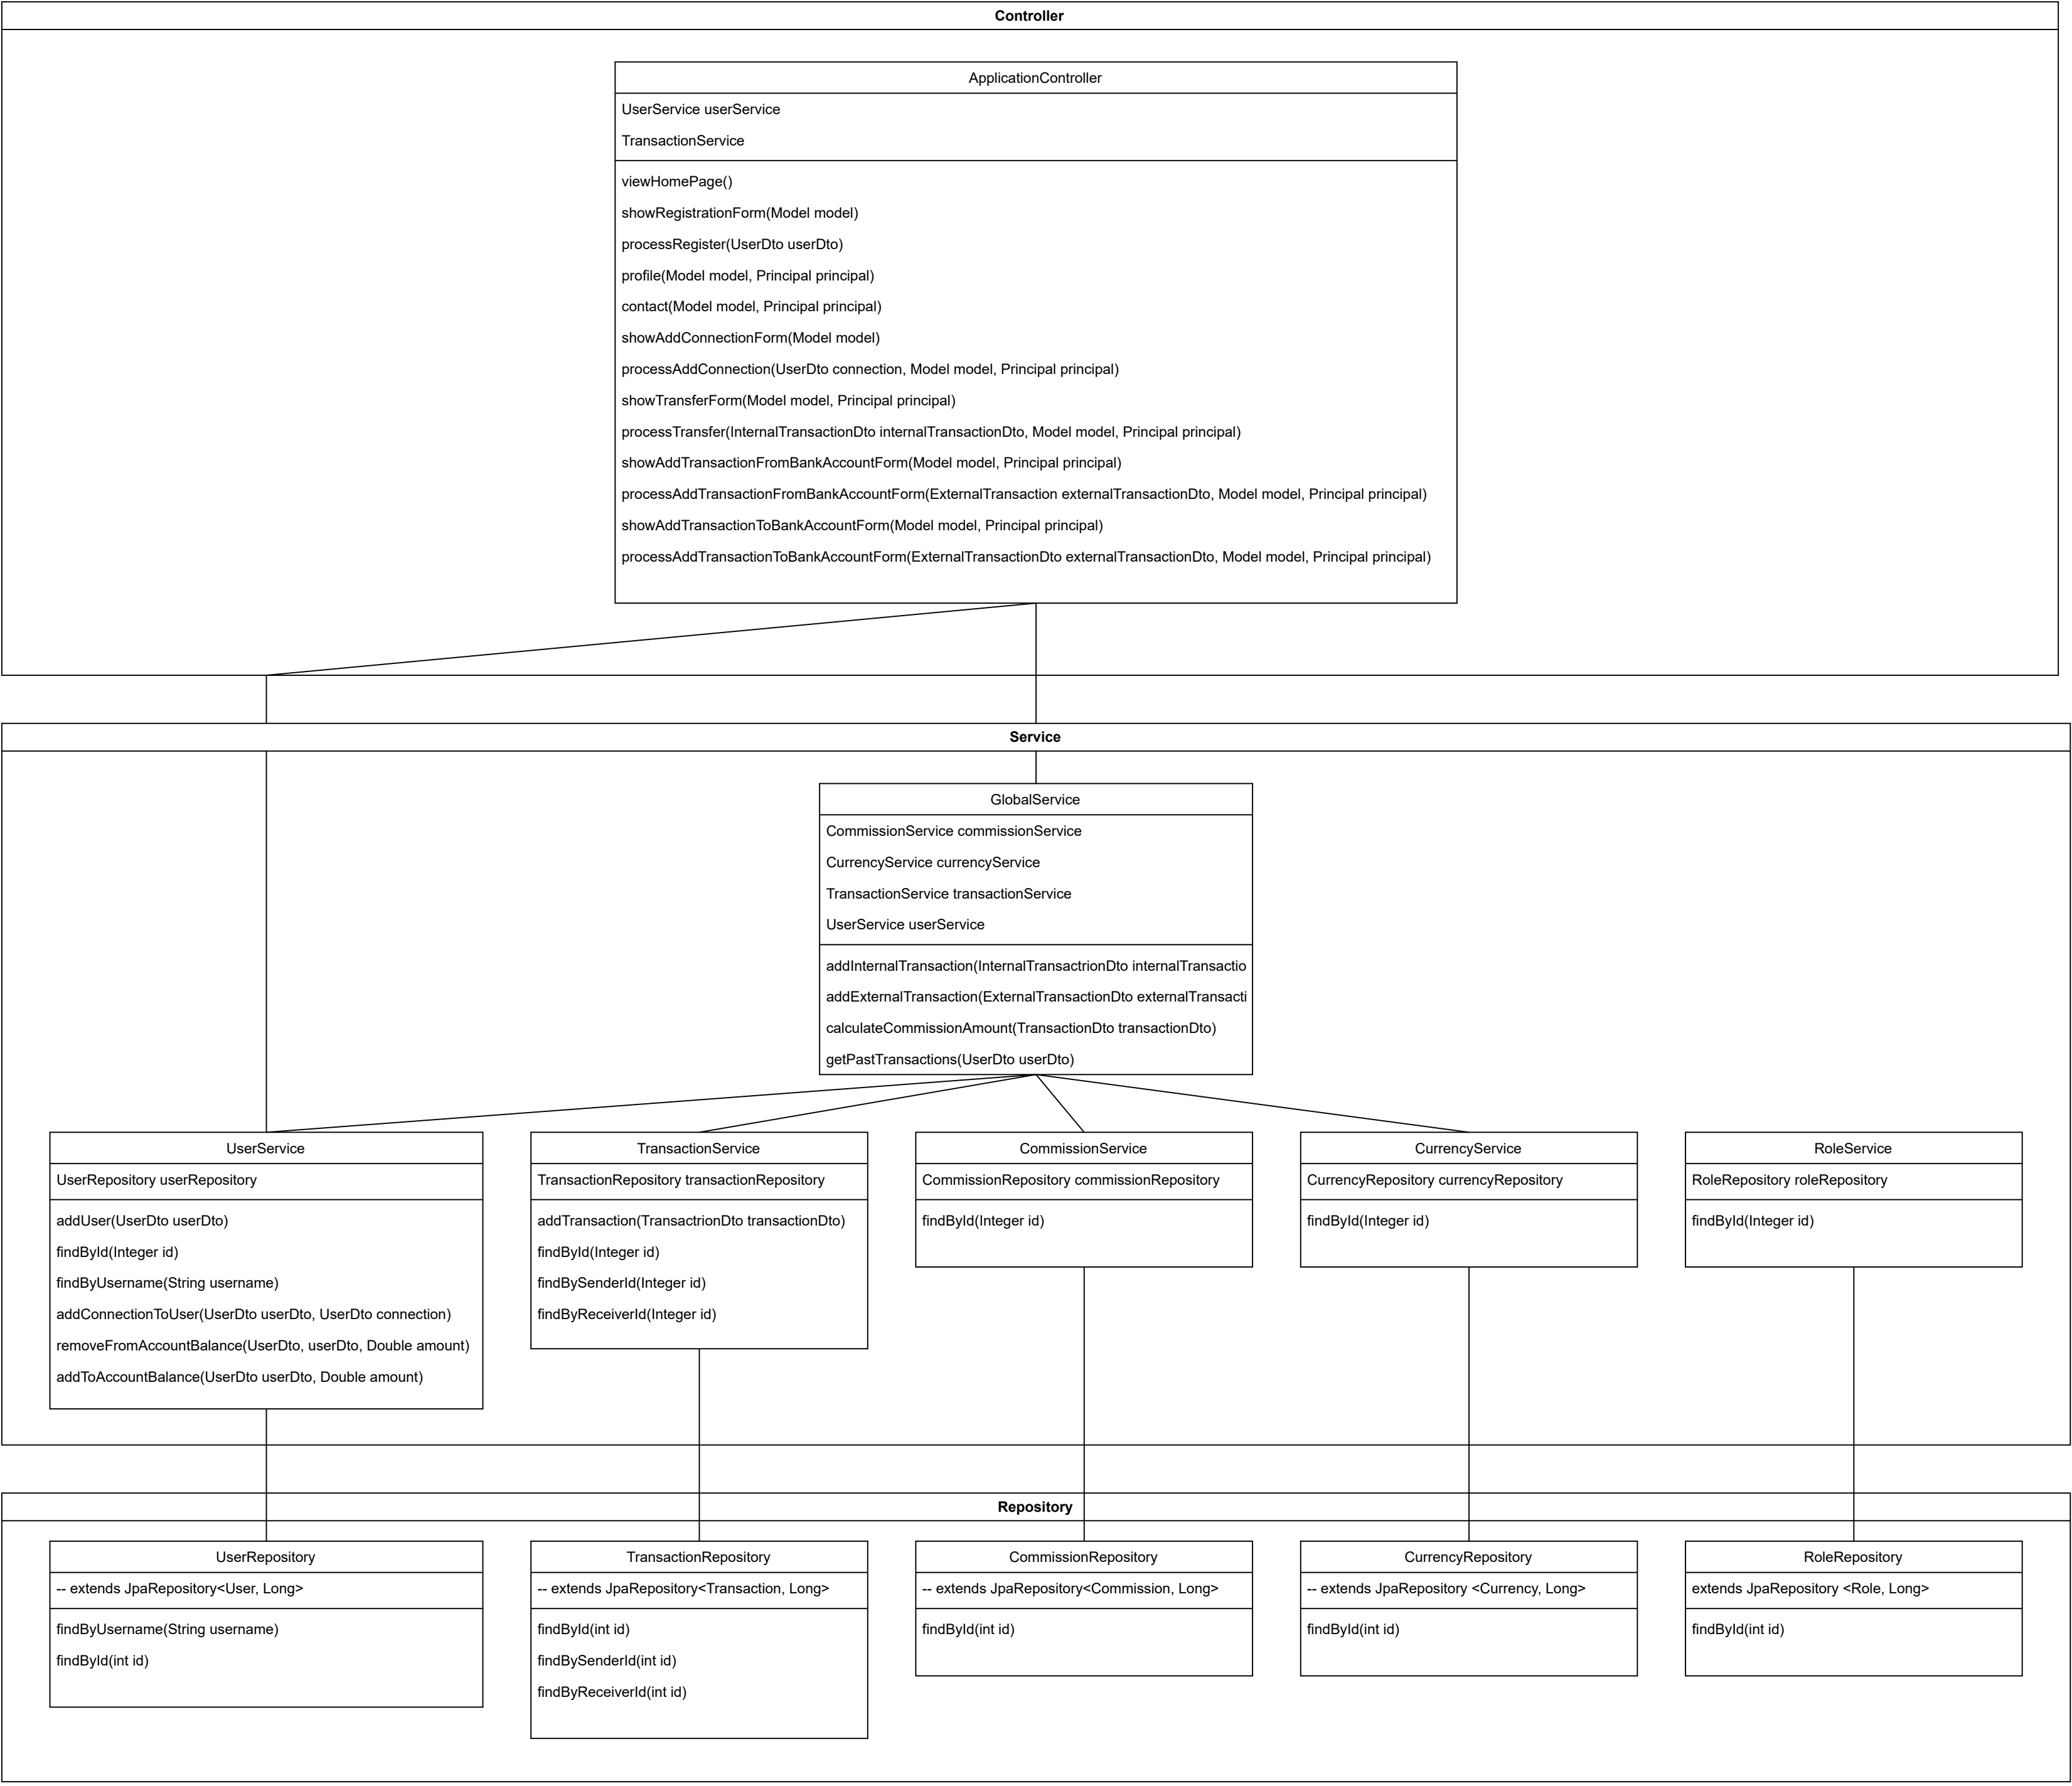 Controller
ApplicationController
UserService userService
TransactionService
viewHomePage()
showRegistrationForm(Model model)
processRegister(UserDto userDto)
profile(Model model, Principal principal)
contact(Model model, Principal principal)
showAddConnectionForm(Model model)
processAddConnection(UserDto connection, Model model, Principal principal)
showTransferForm(Model model, Principal principal)
processTransfer(InternalTransactionDto internalTransactionDto, Model model, Principal principal)
showAddTransactionFromBankAccountForm(Model model, Principal principal)
processAddTransactionFromBankAccountForm(ExternalTransaction externalTransactionDto, Model model, Principal principal)
showAddTransactionToBankAccountForm(Model model, Principal principal)
processAddTransactionToBankAccountForm(ExternalTransactionDto externalTransactionDto, Model model, Principal principal)
Service
GlobalService
CommissionService commissionService
CurrencyService currencyService
TransactionService transactionService
UserService userService
addInternalTransaction(InternalTransactrionDto internalTransactio
addExternalTransaction(ExternalTransactionDto externalTransacti
calculateCommissionAmount(TransactionDto transactionDto)
getPastTransactions(UserDto userDto)
UserService
UserRepository userRepository
addUser(UserDto userDto)
findById(Integer id)
findByUsername(String username)
addConnectionToUser(UserDto userDto, UserDto connection)
removeFromAccountBalance(UserDto, userDto, Double amount)
addToAccountBalance(UserDto userDto, Double amount)
TransactionService
TransactionRepository transactionRepository
addTransaction(TransactrionDto transactionDto)
findById(Integer id)
findBySenderId(Integer id)
findByReceiverId(Integer id)
CommissionService
CommissionRepository commissionRepository
findById(Integer id)
CurrencyService
CurrencyRepository currencyRepository
findById(Integer id)
RoleService
RoleRepository roleRepository
findById(Integer id)
Repository
UserRepository
-- extends JpaRepository<User, Long>
findByUsername(String username)
findById(int id)
TransactionRepository
-- extends JpaRepository<Transaction, Long>
findById(int id)
findBySenderId(int id)
findByReceiverId(int id)
CommissionRepository
-- extends JpaRepository<Commission, Long>
findById(int id)
CurrencyRepository
-- extends JpaRepository <Currency, Long>
findById(int id)
RoleRepository
extends JpaRepository <Role, Long>
findById(int id)